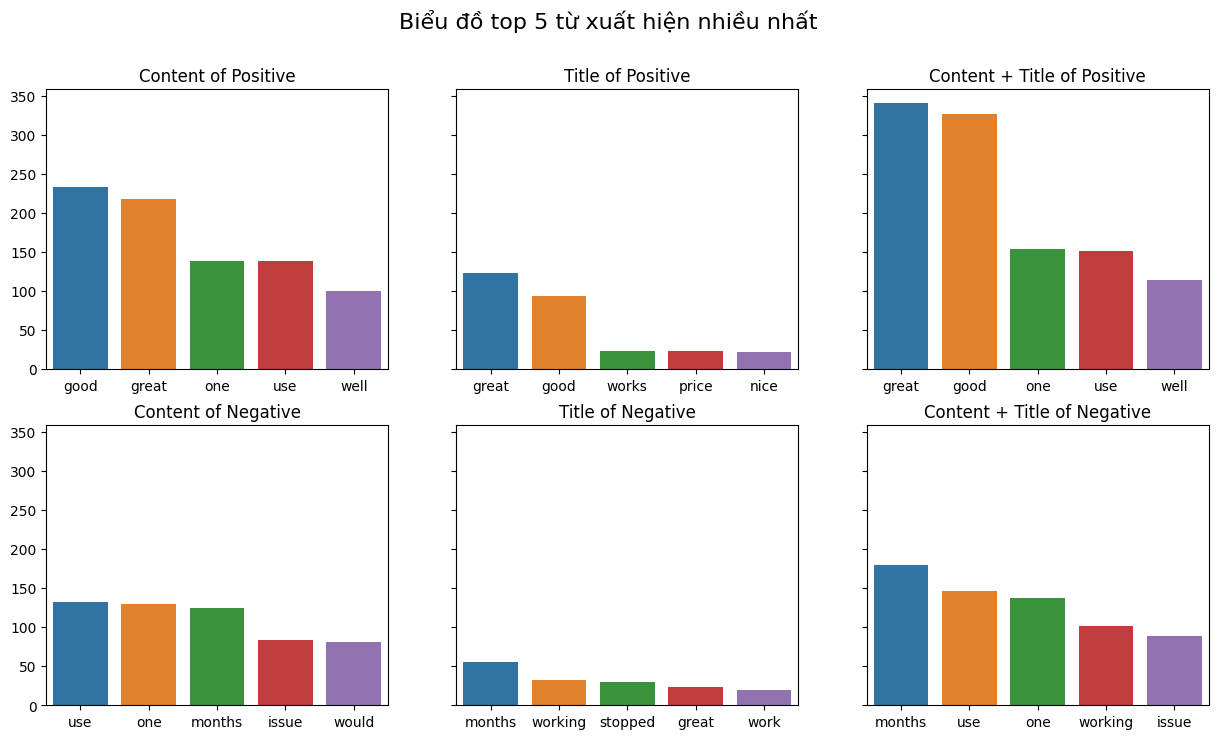 Biểu đồ top 5 từ xuất hiện nhiều nhất
Content of Positive
350
300
250
200
150
100
50
0
good great one use well
Title of Positive
great good works price nice
Content + Title of Positive
great good one use well
Content of Negative
350
300
250
200
150
100
50
0
use one months issue would
Title of Negative
months working stopped great work
Content + Title of Negative
months use one working issue